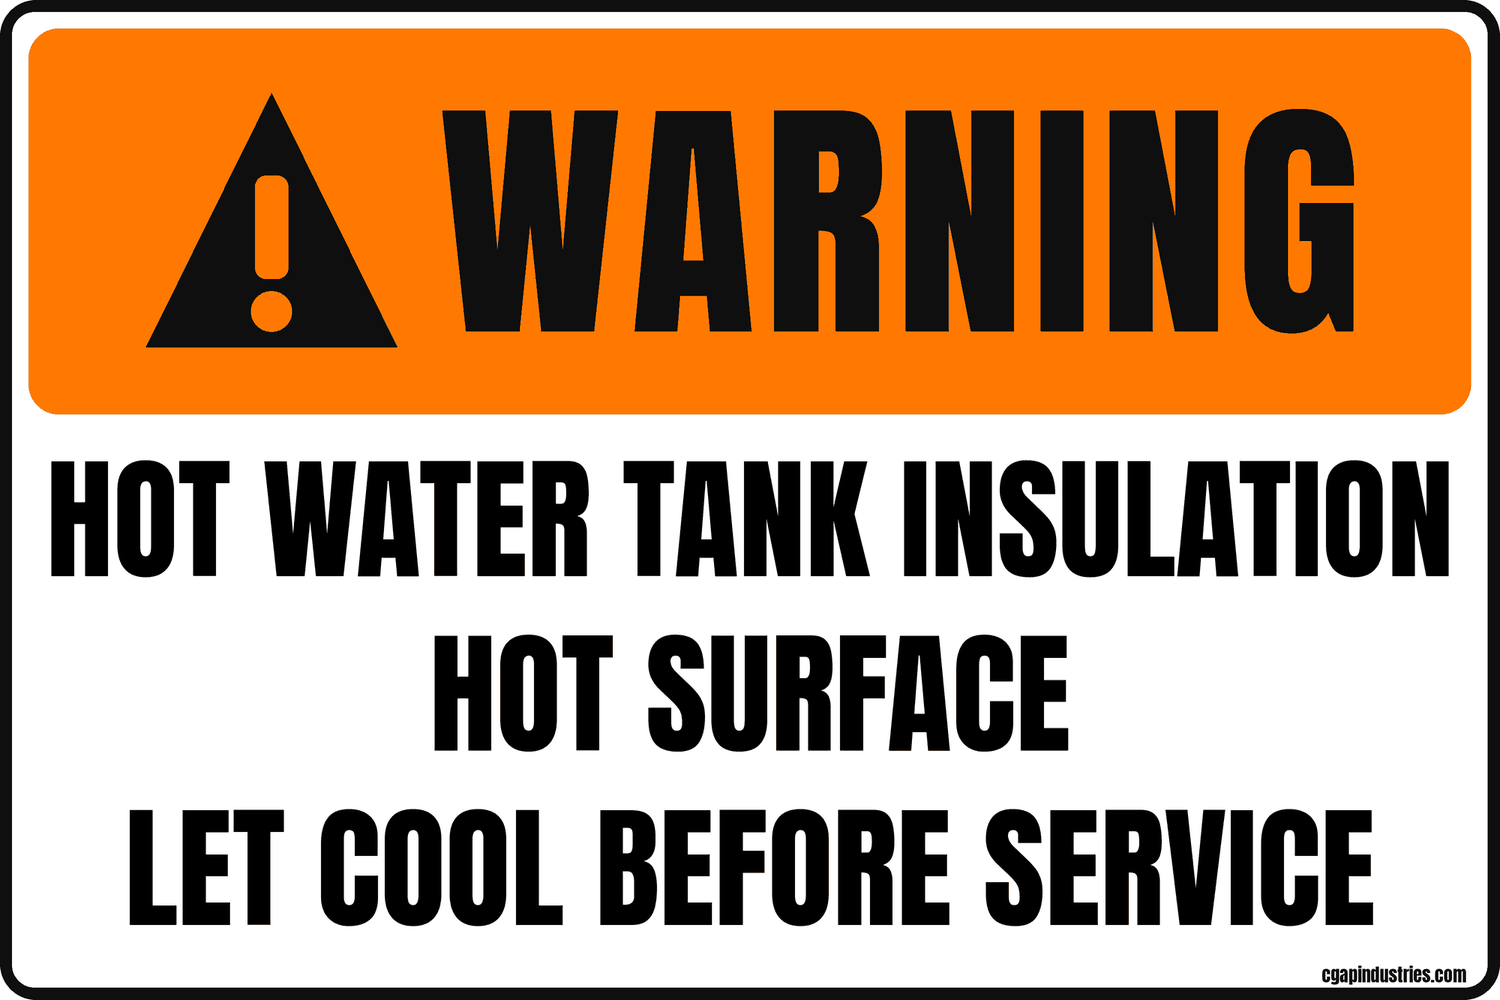 WARNING
HOT WATER TANK INSULATION
HOT SURFACE
LET COOL BEFORE SERVICE
cgapindustries.com